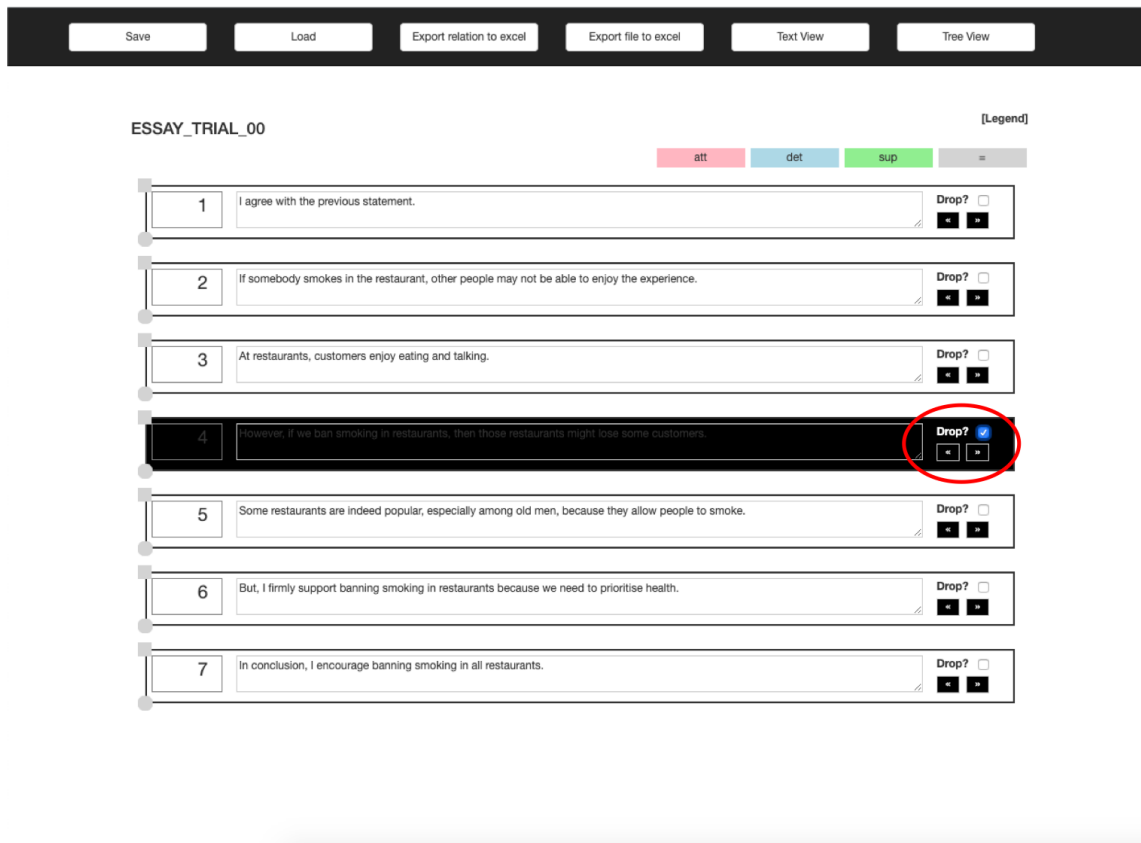 Save Load Export relation to excel Export file to excel Text View Tree View
ESSAY_TRIAL_00
[Legend]
att det sup =
1 I agree with the previous statement. Drop?
« »
2 If somebody smokes in the restaurant, other people may not be able to enjoy the experience. Drop?
« »
3 At restaurants, customers enjoy eating and talking. Drop?
« »
4 However, if we ban smoking in restaurants, then those restaurants might lose some customers. Drop?
« »
5 Some restaurants are indeed popular, especially among old men, because they allow people to smoke. Drop?
« »
6 But, I firmly support banning smoking in restaurants because we need to prioritise health. Drop?
« »
7 In conclusion, I encourage banning smoking in all restaurants. Drop?
« »